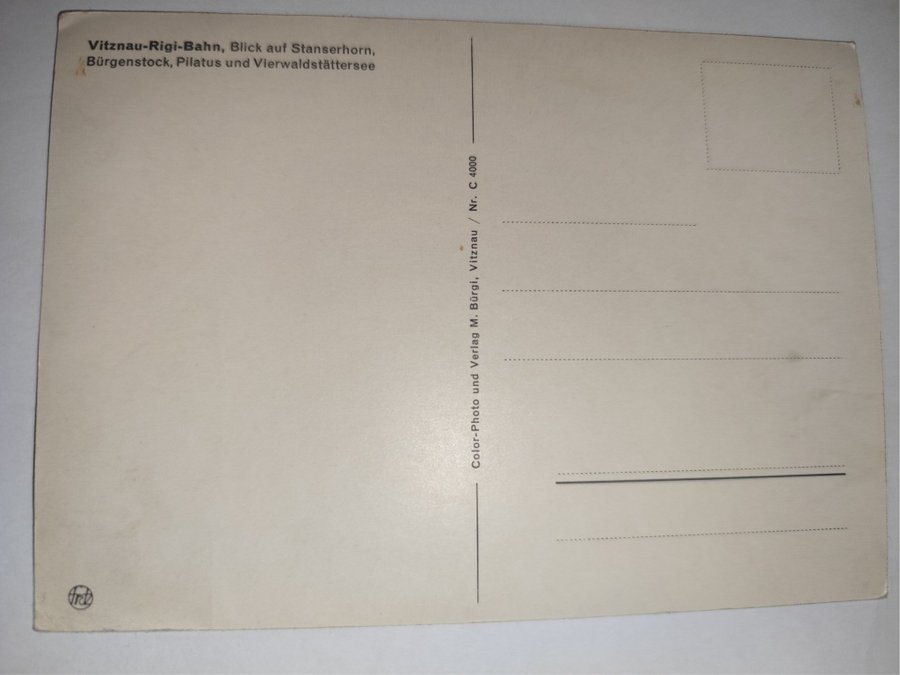 Vitznau-Rigi-Bahn, Blick auf Stanserhorn,
Bürgenstock, Pilatus und Vierwaldstättersee
Color-Photo und Verlag M. Bürgi, Vitznau / Nr. C 4000